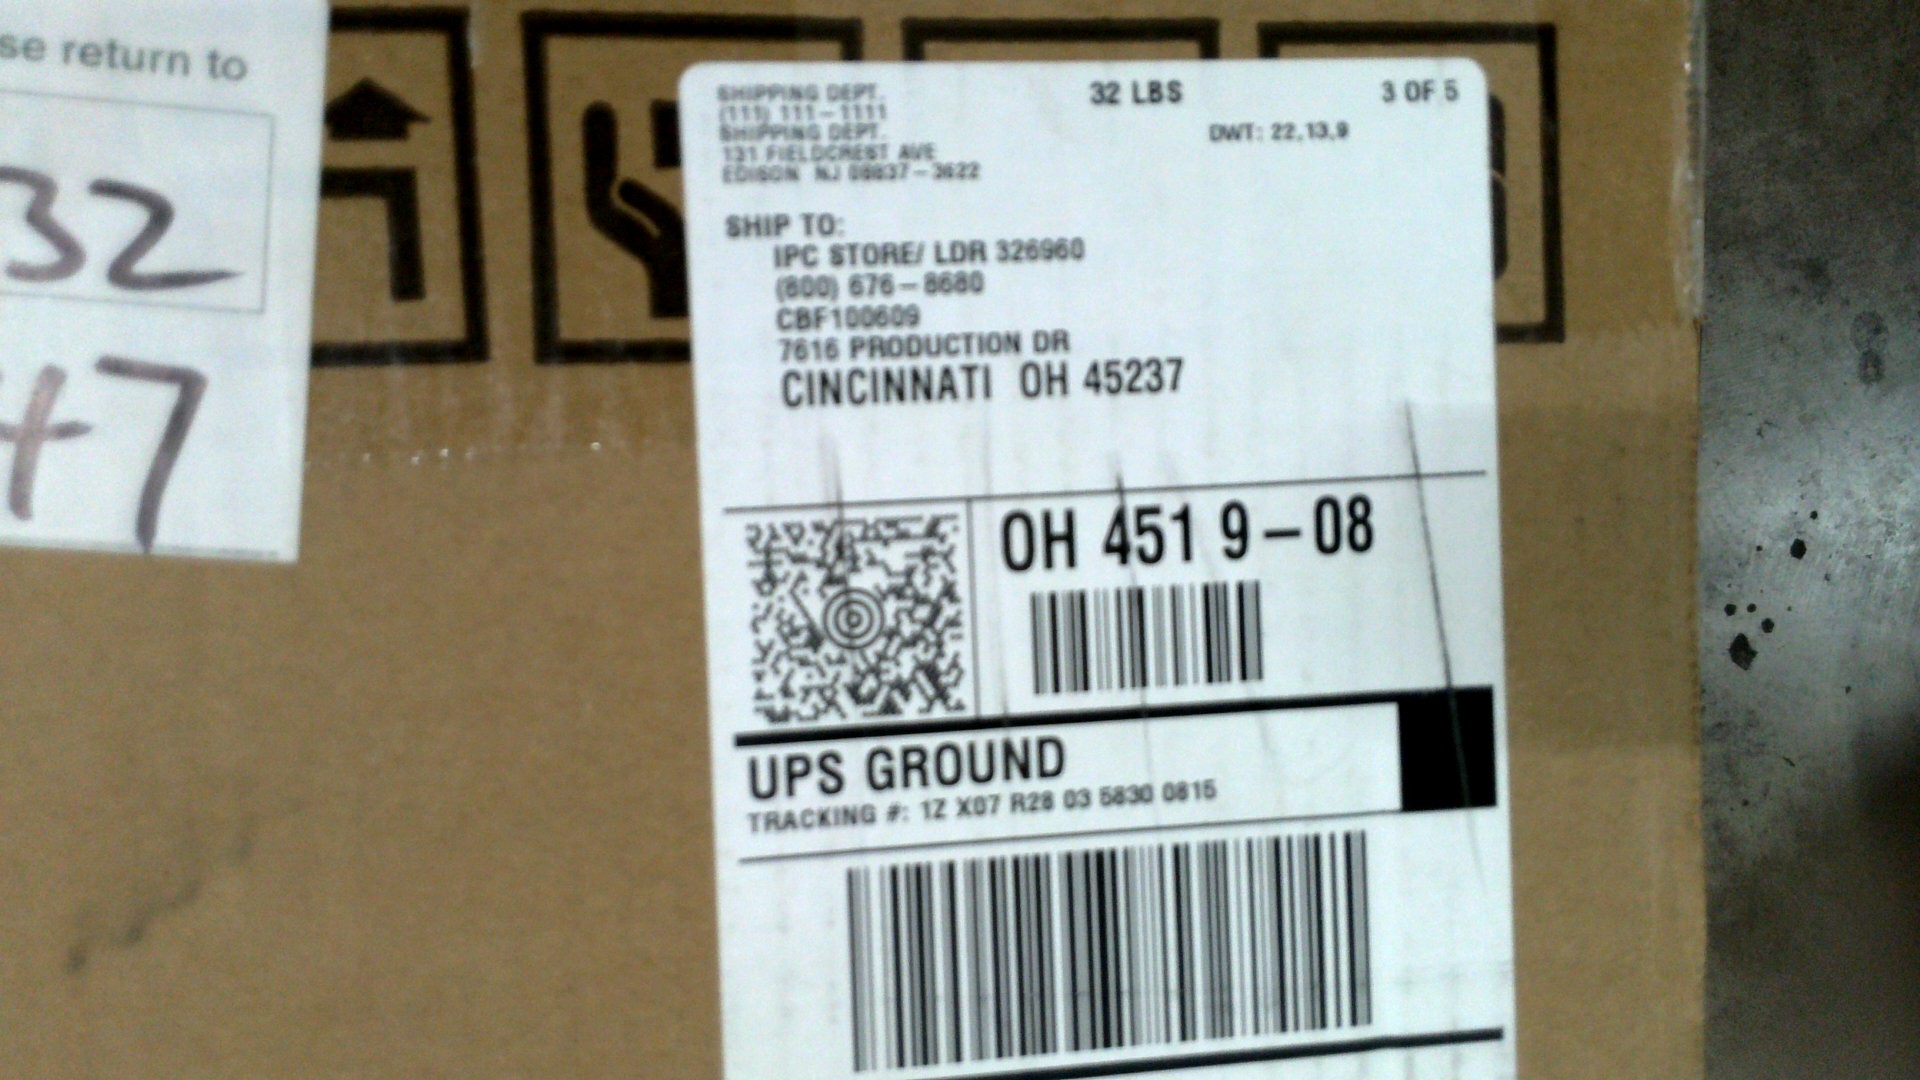 se return to
32
47
SHIPPING DEPT.
(111) 111-1111
SHIPPING DEPT.
131 FIELDCREST AVE
EDISON NJ 08837-3622
32 LBS
3 OF 5
DWT: 22,13,9
SHIP TO:
IPC STORE/ LDR 326960
(800) 676-8680
CBF100609
7616 PRODUCTION DR
CINCINNATI OH 45237
OH 451 9-08
UPS GROUND
TRACKING #: 1Z X07 R28 03 5830 0815